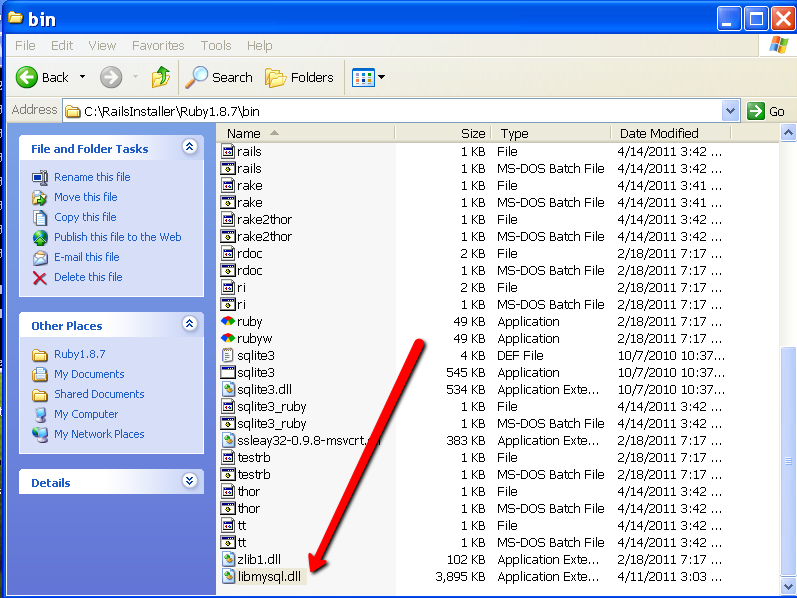 bin
File Edit View Favorites Tools Help
Back Search Folders
Address C:\RailsInstaller\Ruby1.8.7\bin Go
File and Folder Tasks
Rename this file
Move this file
Copy this file
Publish this file to the Web
E-mail this file
Delete this file
Other Places
Ruby1.8.7
My Documents
Shared Documents
My Computer
My Network Places
Details
Name Size Type Date Modified
rails 1 KB File 4/14/2011 3:42 ...
rails 1 KB MS-DOS Batch File 4/14/2011 3:42 ...
rake 1 KB File 4/14/2011 3:41 ...
rake 1 KB MS-DOS Batch File 4/14/2011 3:41 ...
rake2thor 1 KB File 4/14/2011 3:42 ...
rake2thor 1 KB MS-DOS Batch File 4/14/2011 3:42 ...
rdoc 2 KB File 2/18/2011 7:17 ...
rdoc 1 KB MS-DOS Batch File 2/18/2011 7:17 ...
ri 2 KB File 2/18/2011 7:17 ...
ri 1 KB MS-DOS Batch File 2/18/2011 7:17 ...
ruby 49 KB Application 2/18/2011 7:17 ...
rubyw 49 KB Application 2/18/2011 7:17 ...
sqlite3 4 KB DEF File 10/7/2010 10:37...
sqlite3 545 KB Application 10/7/2010 10:37...
sqlite3.dll 534 KB Application Exte... 10/7/2010 10:37...
sqlite3_ruby 1 KB File 4/14/2011 3:42 ...
sqlite3_ruby 1 KB MS-DOS Batch File 4/14/2011 3:42 ...
ssleay32-0.9.8-msvcrt. 383 KB Application Exte... 2/18/2011 7:17 ...
testrb 1 KB File 2/18/2011 7:17 ...
testrb 1 KB MS-DOS Batch File 2/18/2011 7:17 ...
thor 1 KB File 4/14/2011 3:42 ...
thor 1 KB MS-DOS Batch File 4/14/2011 3:42 ...
tt 1 KB File 4/14/2011 3:42 ...
tt 1 KB MS-DOS Batch File 4/14/2011 3:42 ...
zlib1.dll 102 KB Application Exte... 2/18/2011 7:17 ...
libmysql.dll 3,895 KB Application Exte... 4/11/2011 3:03 ...